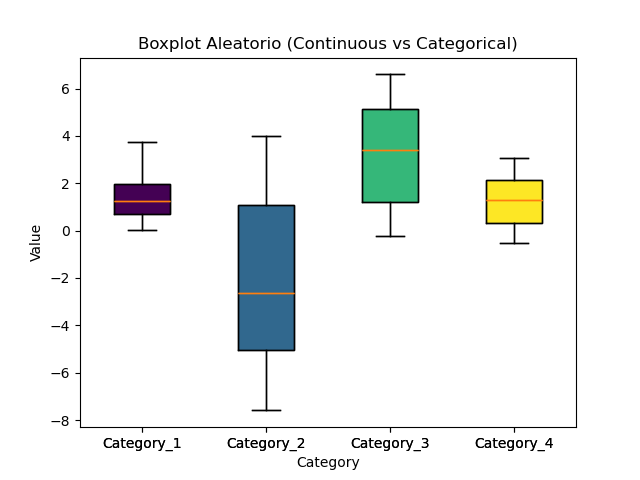 Boxplot Aleatorio (Continuous vs Categorical)
Value
6
4
2
0
−2
−4
−6
−8
Category_1 Category_2 Category_3 Category_4
Category